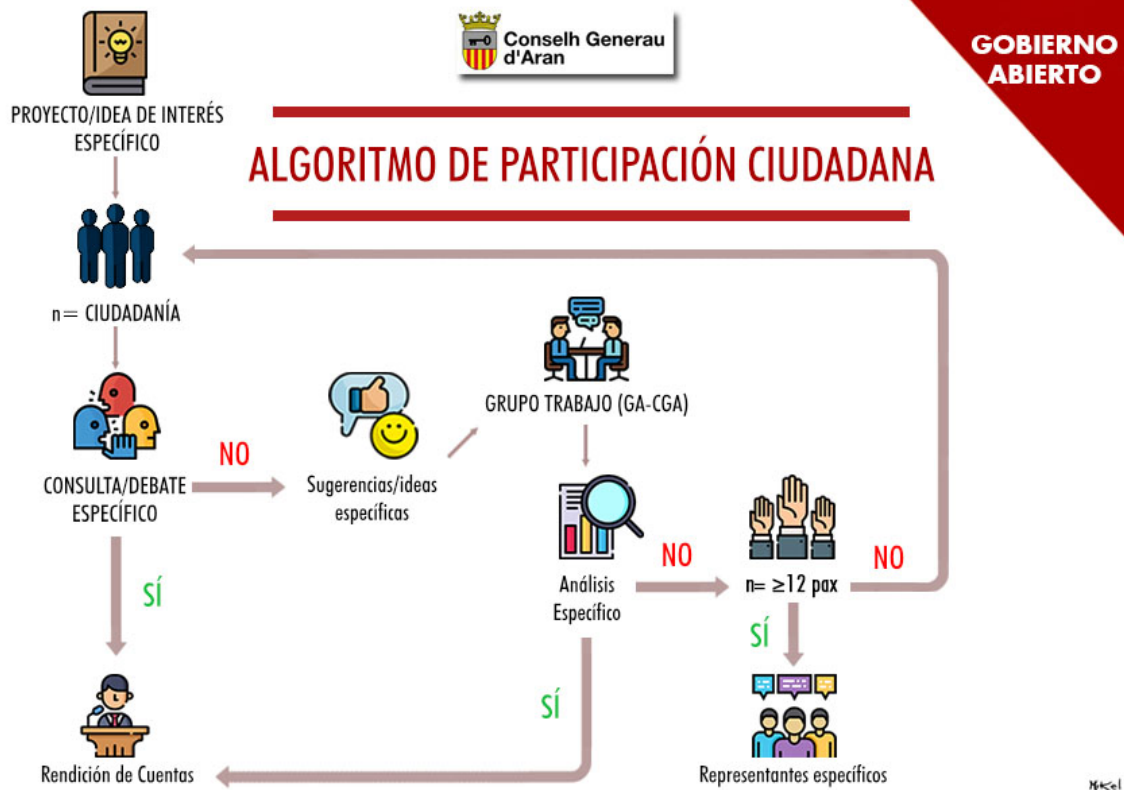 Conselh Generau
d'Aran
GOBIERNO
ABIERTO
ALGORITMO DE PARTICIPACIÓN CIUDADANA
PROYECTO/IDEA DE INTERÉS
ESPECÍFICO
n= CIUDADANÍA
CONSULTA/DEBATE
ESPECÍFICO
NO
SÍ
Sugerencias/ideas
específicas
GRUPO TRABAJO (GA-CGA)
Análisis
Específico
NO
SÍ
n= ≥12 pax
NO
SÍ
Representantes específicos
Rendición de Cuentas